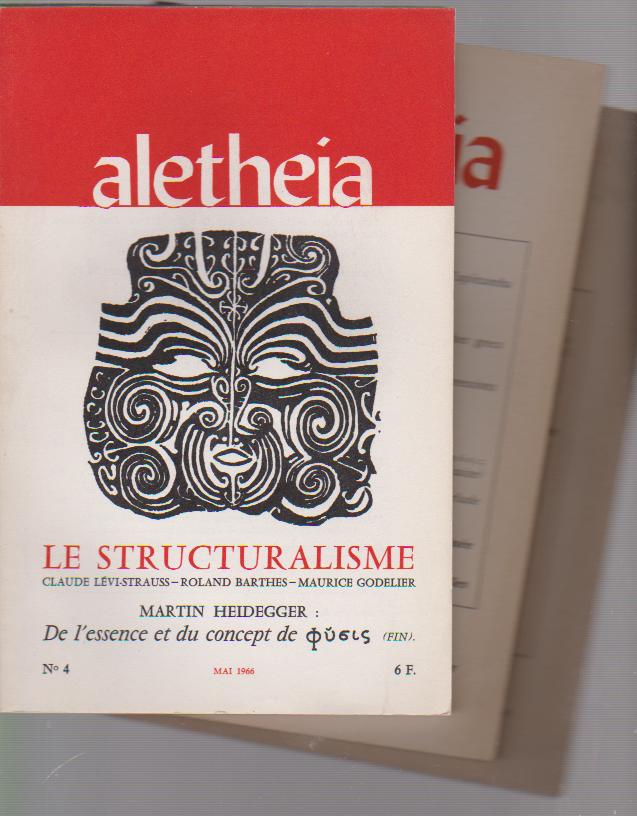 aletheia
LE STRUCTURALISME
CLAUDE LÉVI-STRAUSS – ROLAND BARTHES – MAURICE GODELIER
MARTIN HEIDEGGER :
De l'essence et du concept de φύσις (FIN).
Nº 4 MAI 1966 6 F.
ia